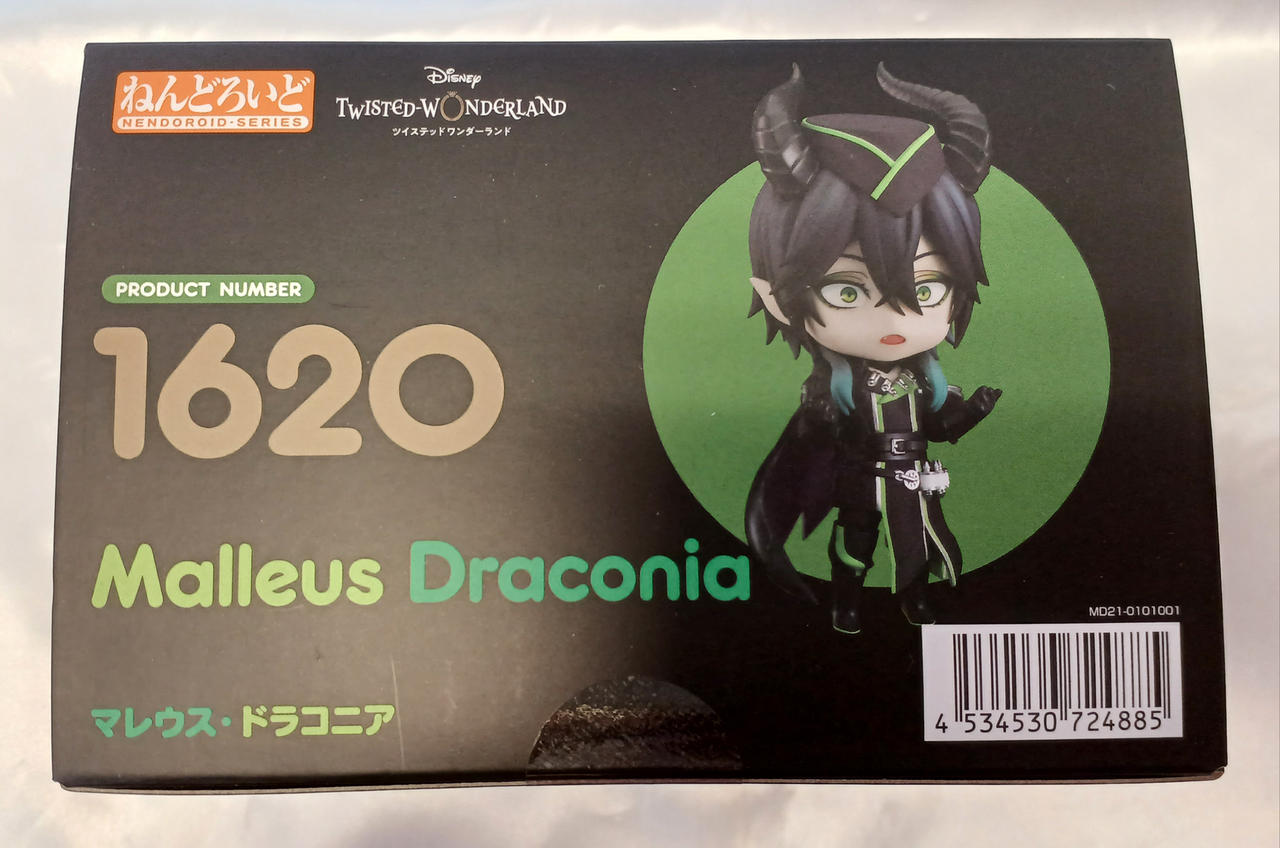 ねんどろいど
NENDOROID·SERIES
Disney
TWISTED-WONDERLAND
ツイステッドワンダーランド
PRODUCT NUMBER
1620
Malleus Draconia
マレウス・ドラコニア
MD21-0101001
4 534530 724885